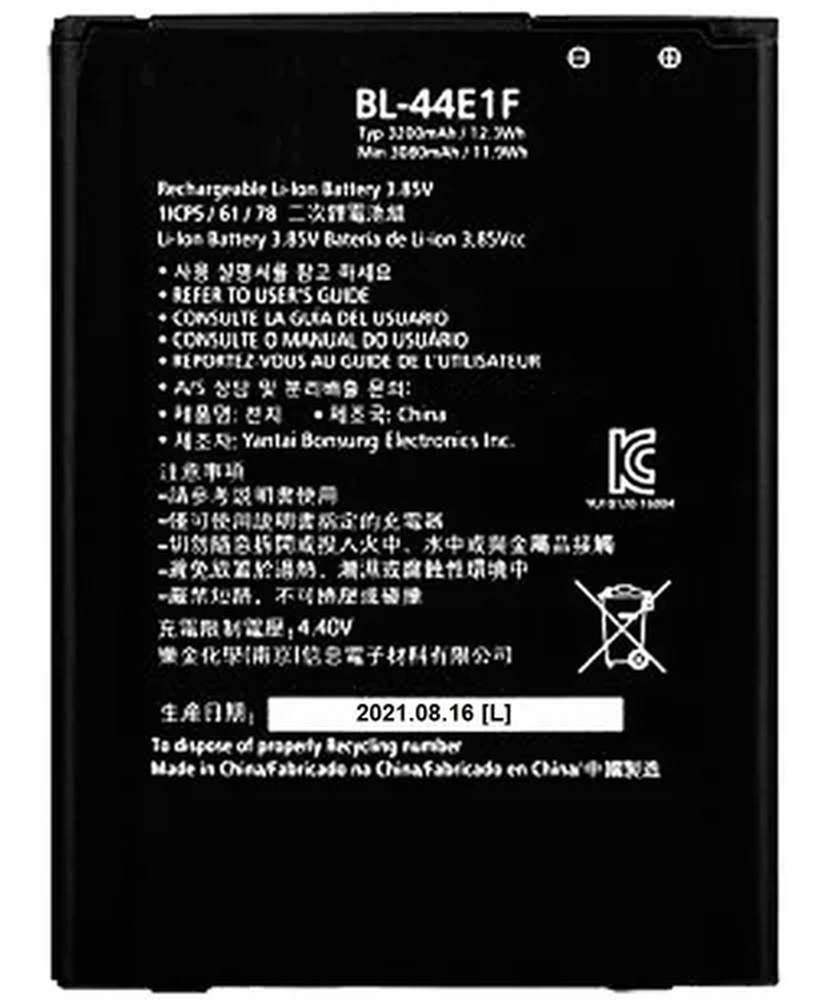 BL-44E1F
Typ 3200mAh / 12.3Wh
Min 3080mAh / 11.9Wh
Rechargeable Li-Ion Battery 3.85V
1ICP5 / 61 / 78 二次鋰電池組
Li-Ion Battery 3.85V Batería de Li-ion 3.85Vcc
• 사용 설명서를 참고 하세요
• REFER TO USER'S GUIDE
• CONSULTE LA GUÍA DEL USUARIO
• CONSULTE O MANUAL DO USUÁRIO
• REPORTEZ-VOUS AU GUIDE DE L'UTILISATEUR
• A/S 상담 및 분리배출 문의:
• 제품명: 전지 • 제조국: China
• 제조자: Yantai Bonsung Electronics Inc.
注意事項
-請參考說明書使用
-僅可使用說明書指定的充電器
-切勿隨意拆開或投入火中、水中或與金屬品接觸
-避免放置於過熱、潮濕或腐蝕性環境中
-嚴禁短路、不可擠壓或碰撞
充電限制電壓: 4.40V
樂金化學(南京)信息電子材料有限公司
生産日期: 2021.08.16 [L]
To dispose of properly Recycling number
Made in China/Fabricado na China/Fabricado en China/中國製造